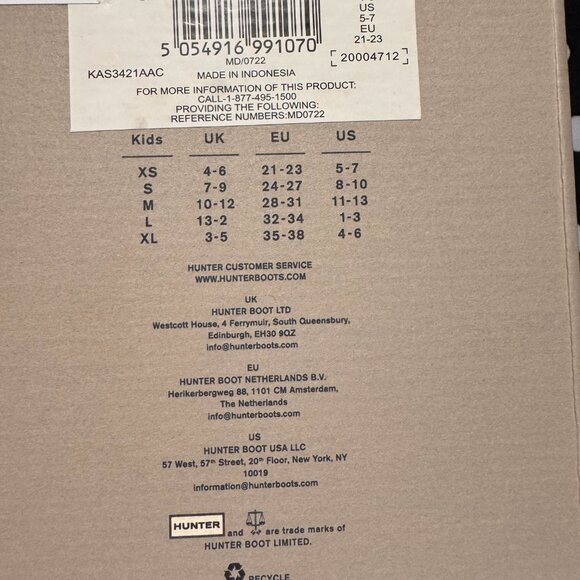 US
5-7
EU
21-23
5 054916 991070
MD/0722
20004712
KAS3421AAC
MADE IN INDONESIA
FOR MORE INFORMATION OF THIS PRODUCT:
CALL-1-877-495-1500
PROVIDING THE FOLLOWING:
REFERENCE NUMBERS:MD0722
Kids UK EU US
XS 4-6 21-23 5-7
S 7-9 24-27 8-10
M 10-12 28-31 11-13
L 13-2 32-34 1-3
XL 3-5 35-38 4-6
HUNTER CUSTOMER SERVICE
WWW.HUNTERBOOTS.COM
UK
HUNTER BOOT LTD
Westcott House, 4 Ferrymuir, South Queensbury,
Edinburgh, EH30 9QZ
info@hunterboots.com
EU
HUNTER BOOT NETHERLANDS B.V.
Herikerbergweg 88, 1101 CM Amsterdam,
The Netherlands
info@hunterboots.com
US
HUNTER BOOT USA LLC
57 West, 57th Street, 20th Floor, New York, NY
10019
information@hunterboots.com
HUNTER and are trade marks of
HUNTER BOOT LIMITED.
RECYCLE